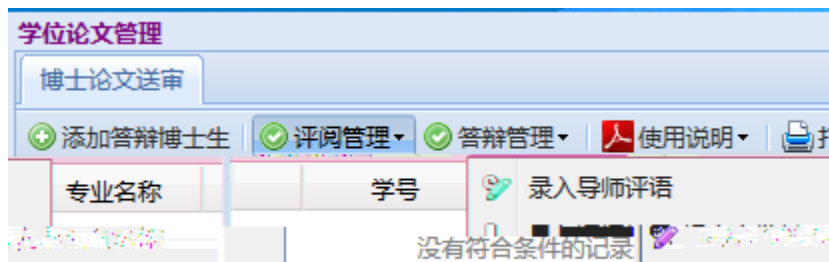 学位论文管理
博士论文送审
添加答辩博士生 评阅管理 答辩管理 使用说明
专业名称 学号 录入导师评语
没有符合条件的记录